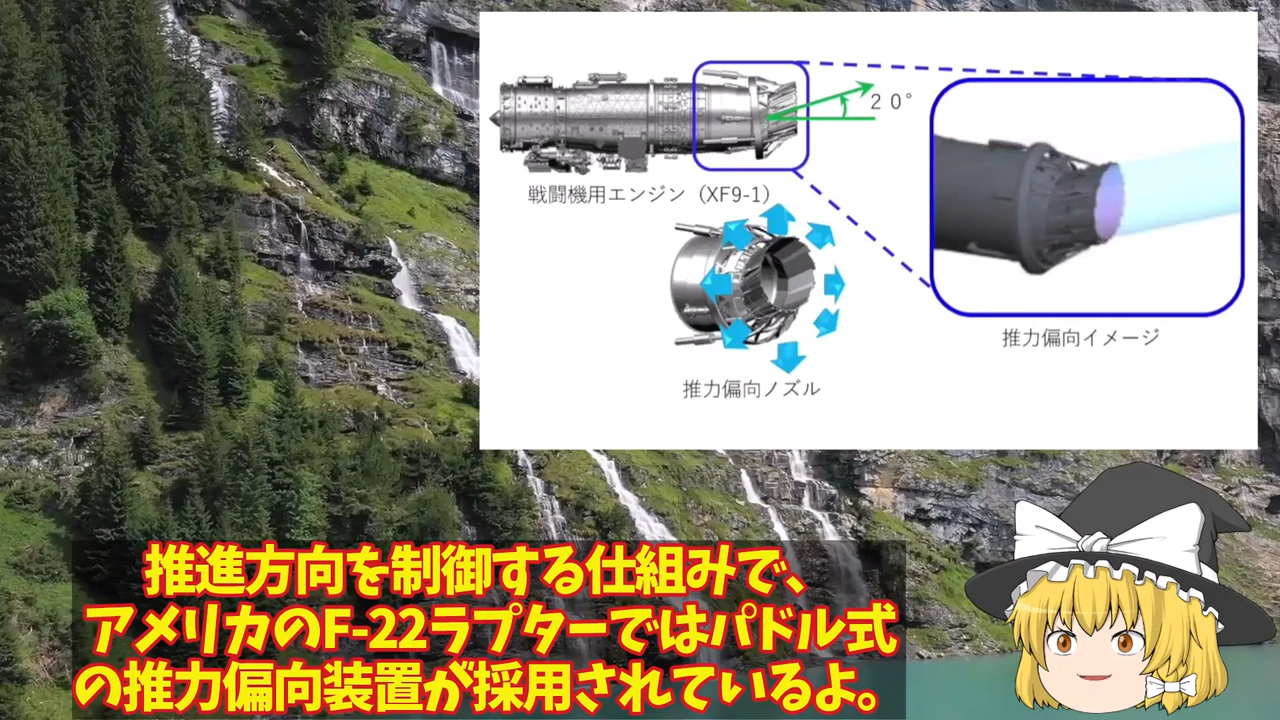 20°
戦闘機用エンジン（XF9-1）
推力偏向イメージ
推力偏向ノズル
推進方向を制御する仕組みで、
アメリカのF-22ラプターではパドル式
の推力偏向装置が採用されているよ。